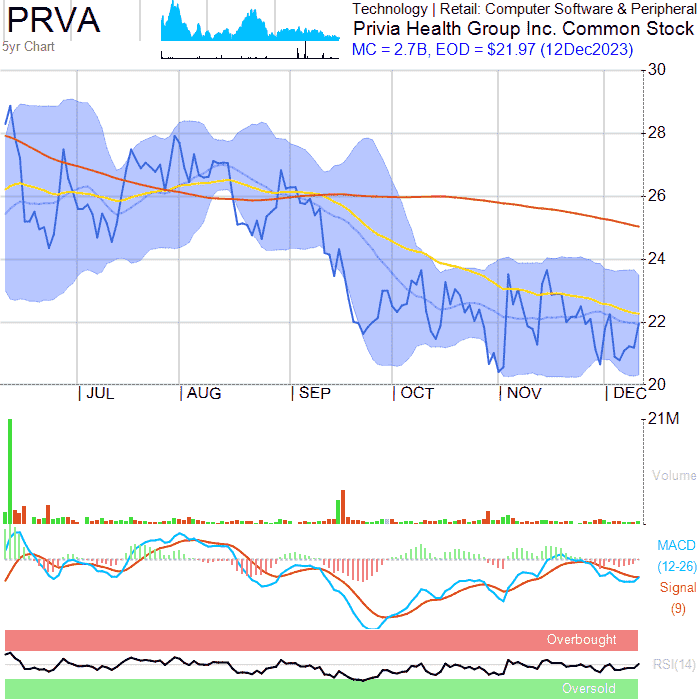 PRVA
5yr Chart
Technology | Retail: Computer Software & Peripheral
Privia Health Group Inc. Common Stock
MC = 2.7B, EOD = $21.97 (12Dec2023)
30
28
26
24
22
20
| JUL | AUG | SEP | OCT | NOV | DEC
21M
Volume
MACD
(12-26)
Signal
(9)
Overbought
RSI(14)
Oversold